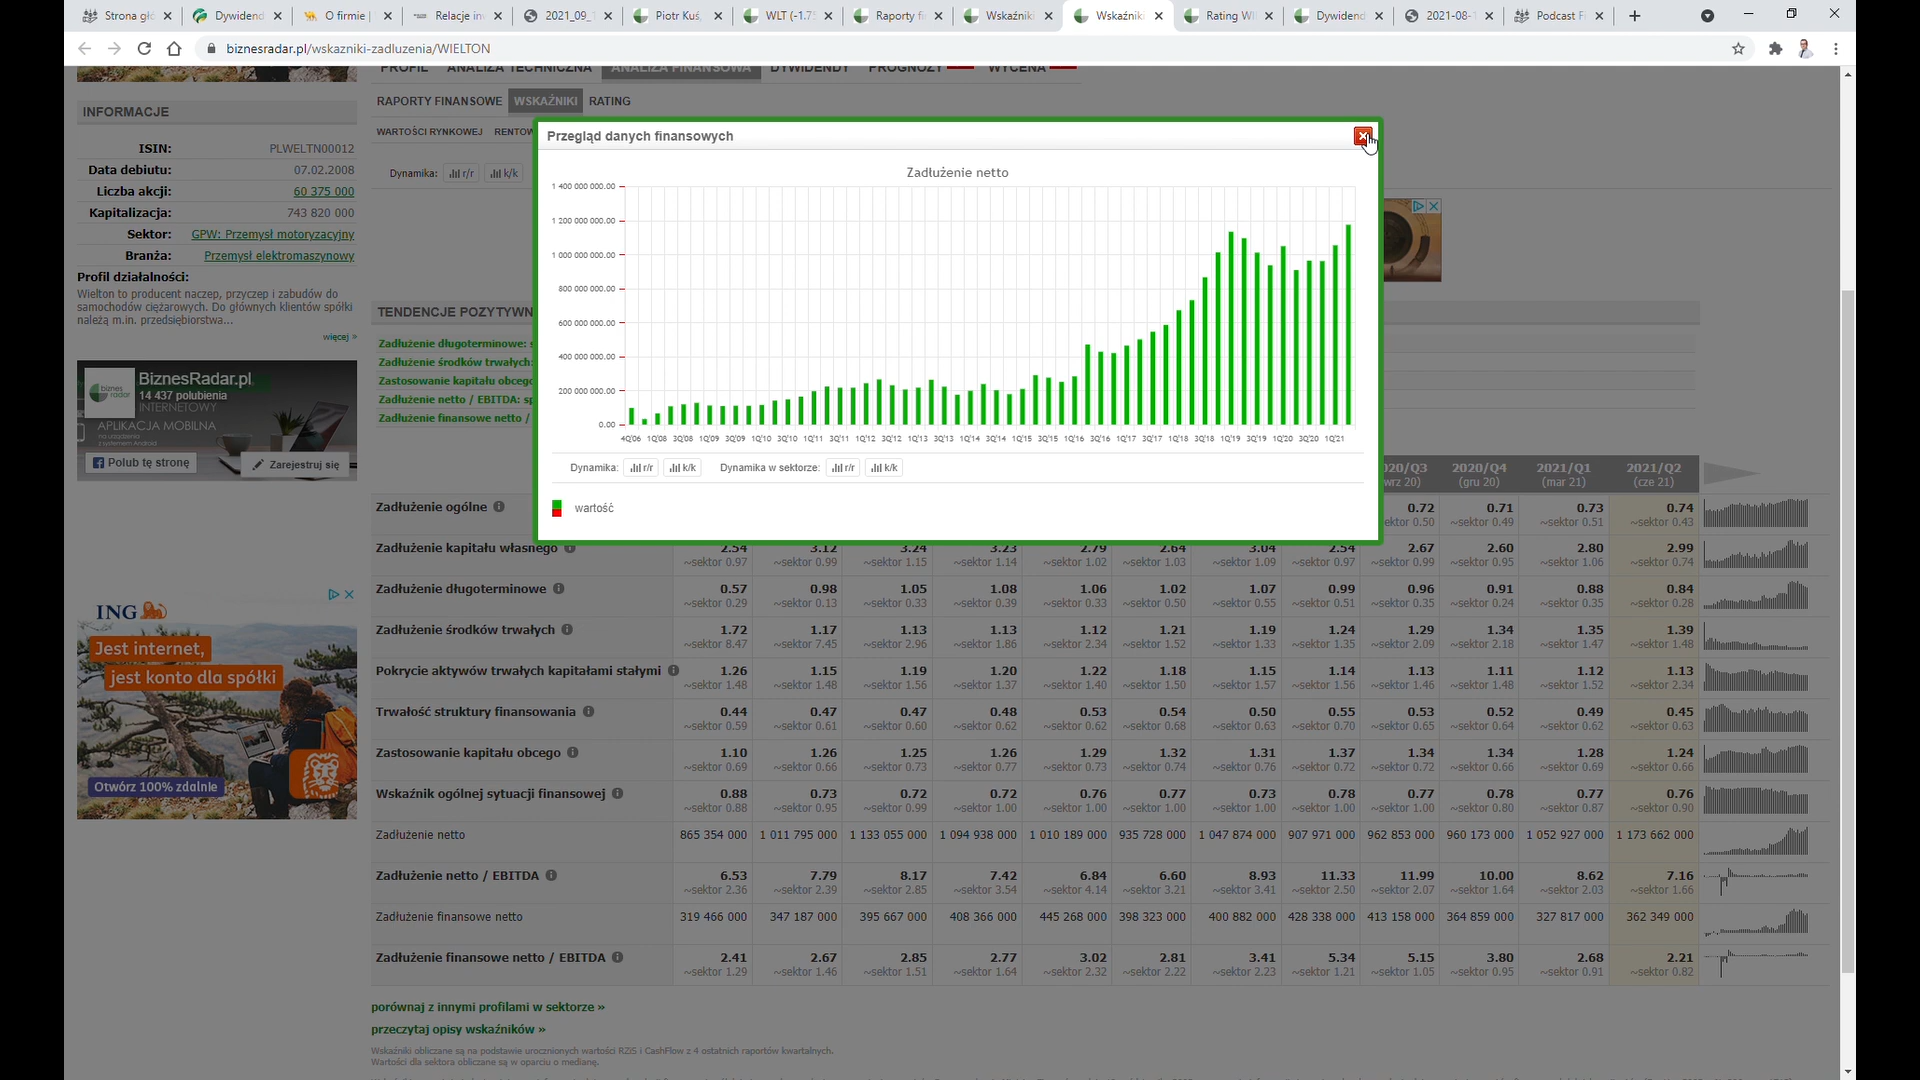 Strona głó
Dywidend
O firmie |
Relacje in
2021_09_1
Piotr Kuś,
WLT (-1.75
Raporty fi
Wskaźniki
Wskaźniki
Rating WI
Dywidend
2021-08-
Podcast F
biznesradar.pl/wskazniki-zadluzenia/WIELTON
PROFIL ANALIZA TECHNICZNA ANALIZA FINANSOWA DYWIDENDY PROGNOZY WYCENA
RAPORTY FINANSOWE WSKAŹNIKI RATING
WARTOŚCI RYNKOWEJ RENTOW
Dynamika: r/r k/k
INFORMACJE
ISIN: PLWELTN00012
Data debiutu: 07.02.2008
Liczba akcji: 60 375 000
Kapitalizacja: 743 820 000
Sektor: GPW: Przemysł motoryzacyjny
Branża: Przemysł elektromaszynowy
Profil działalności:
Wielton to producent naczep, przyczep i zabudów do
samochodów ciężarowych. Do głównych klientów spółki
należą m.in. przedsiębiorstwa...
więcej »
biznes
radar
BiznesRadar.pl
14 437 polubienia
INTERNETOWY
APLIKACJA MOBILNA
Polub tę stronę
Zarejestruj się
ING
Jest internet,
jest konto dla spółki
Otwórz 100% zdalnie
TENDENCJE POZYTYWN
Zadłużenie długoterminowe: s
Zadłużenie środków trwałych:
Zastosowanie kapitału obcego
Zadłużenie netto / EBITDA: sp
Zadłużenie finansowe netto /
Przegląd danych finansowych
Zadłużenie netto
1 400 000 000.00
1 200 000 000.00
1 000 000 000.00
800 000 000.00
600 000 000.00
400 000 000.00
200 000 000.00
0.00
4Q'06 1Q'08 3Q'08 1Q'09 3Q'09 1Q'10 3Q'10 1Q'11 3Q'11 1Q'12 3Q'12 1Q'13 3Q'13 1Q'14 3Q'14 1Q'15 3Q'15 1Q'16 3Q'16 1Q'17 3Q'17 1Q'18 3Q'18 1Q'19 3Q'19 1Q'20 3Q'20 1Q'21
Dynamika: r/r k/k Dynamika w sektorze: r/r k/k
wartość
020/Q3 2020/Q4 2021/Q1 2021/Q2
wrz 20) (gru 20) (mar 21) (cze 21)
Zadłużenie ogólne 0.72 0.71 0.73 0.74
ektor 0.50 ~sektor 0.49 ~sektor 0.51 ~sektor 0.43
Zadłużenie kapitału własnego 2.54 3.12 3.24 3.23 2.79 2.64 3.04 2.54 2.67 2.60 2.80 2.99
~sektor 0.97 ~sektor 0.99 ~sektor 1.15 ~sektor 1.14 ~sektor 1.02 ~sektor 1.03 ~sektor 1.09 ~sektor 0.97 ~sektor 0.99 ~sektor 0.95 ~sektor 1.06 ~sektor 0.74
Zadłużenie długoterminowe 0.57 0.98 1.05 1.08 1.06 1.02 1.07 0.99 0.96 0.91 0.88 0.84
~sektor 0.29 ~sektor 0.13 ~sektor 0.33 ~sektor 0.39 ~sektor 0.33 ~sektor 0.50 ~sektor 0.55 ~sektor 0.51 ~sektor 0.35 ~sektor 0.24 ~sektor 0.35 ~sektor 0.28
Zadłużenie środków trwałych 1.72 1.17 1.13 1.13 1.12 1.21 1.19 1.24 1.29 1.34 1.35 1.39
~sektor 8.47 ~sektor 7.45 ~sektor 2.96 ~sektor 1.86 ~sektor 2.34 ~sektor 1.52 ~sektor 1.33 ~sektor 1.35 ~sektor 2.09 ~sektor 2.18 ~sektor 1.47 ~sektor 1.48
Pokrycie aktywów trwałych kapitałami stałymi 1.26 1.15 1.19 1.20 1.22 1.18 1.15 1.14 1.13 1.11 1.12 1.13
~sektor 1.48 ~sektor 1.48 ~sektor 1.56 ~sektor 1.37 ~sektor 1.40 ~sektor 1.50 ~sektor 1.57 ~sektor 1.56 ~sektor 1.46 ~sektor 1.48 ~sektor 1.52 ~sektor 2.34
Trwałość struktury finansowania 0.44 0.47 0.47 0.48 0.53 0.54 0.50 0.55 0.53 0.52 0.49 0.45
~sektor 0.59 ~sektor 0.61 ~sektor 0.60 ~sektor 0.62 ~sektor 0.62 ~sektor 0.68 ~sektor 0.63 ~sektor 0.70 ~sektor 0.65 ~sektor 0.64 ~sektor 0.62 ~sektor 0.63
Zastosowanie kapitału obcego 1.10 1.26 1.25 1.26 1.29 1.32 1.31 1.37 1.34 1.34 1.28 1.24
~sektor 0.69 ~sektor 0.66 ~sektor 0.73 ~sektor 0.77 ~sektor 0.73 ~sektor 0.74 ~sektor 0.76 ~sektor 0.72 ~sektor 0.72 ~sektor 0.66 ~sektor 0.69 ~sektor 0.66
Wskaźnik ogólnej sytuacji finansowej 0.88 0.73 0.72 0.72 0.76 0.77 0.73 0.78 0.77 0.78 0.77 0.76
~sektor 0.88 ~sektor 0.95 ~sektor 0.99 ~sektor 1.00 ~sektor 1.00 ~sektor 1.00 ~sektor 1.00 ~sektor 1.00 ~sektor 1.00 ~sektor 0.80 ~sektor 0.87 ~sektor 0.90
Zadłużenie netto 865 354 000 1 011 795 000 1 133 055 000 1 094 938 000 1 010 189 000 935 728 000 1 047 874 000 907 971 000 962 853 000 960 173 000 1 052 927 000 1 173 662 000
Zadłużenie netto / EBITDA 6.53 7.79 8.17 7.42 6.84 6.60 8.93 11.33 11.99 10.00 8.62 7.16
~sektor 2.36 ~sektor 2.39 ~sektor 2.85 ~sektor 3.54 ~sektor 4.14 ~sektor 3.21 ~sektor 3.41 ~sektor 2.50 ~sektor 2.07 ~sektor 1.64 ~sektor 2.03 ~sektor 1.66
Zadłużenie finansowe netto 319 466 000 347 187 000 395 667 000 408 366 000 445 268 000 398 323 000 400 882 000 428 338 000 413 158 000 364 859 000 327 817 000 362 349 000
Zadłużenie finansowe netto / EBITDA 2.41 2.67 2.85 2.77 3.02 2.81 3.41 5.34 5.15 3.80 2.68 2.21
~sektor 1.29 ~sektor 1.46 ~sektor 1.51 ~sektor 1.64 ~sektor 2.32 ~sektor 2.22 ~sektor 2.23 ~sektor 1.21 ~sektor 1.05 ~sektor 0.95 ~sektor 0.91 ~sektor 0.82
porównaj z innymi profilami w sektorze »
przeczytaj opisy wskaźników »
Wskaźniki obliczane są na podstawie urocznionych wartości RZiS i CashFlow z 4 ostatnich raportów kwartalnych.
Wartości dla sektora obliczane są w oparciu o medianę.